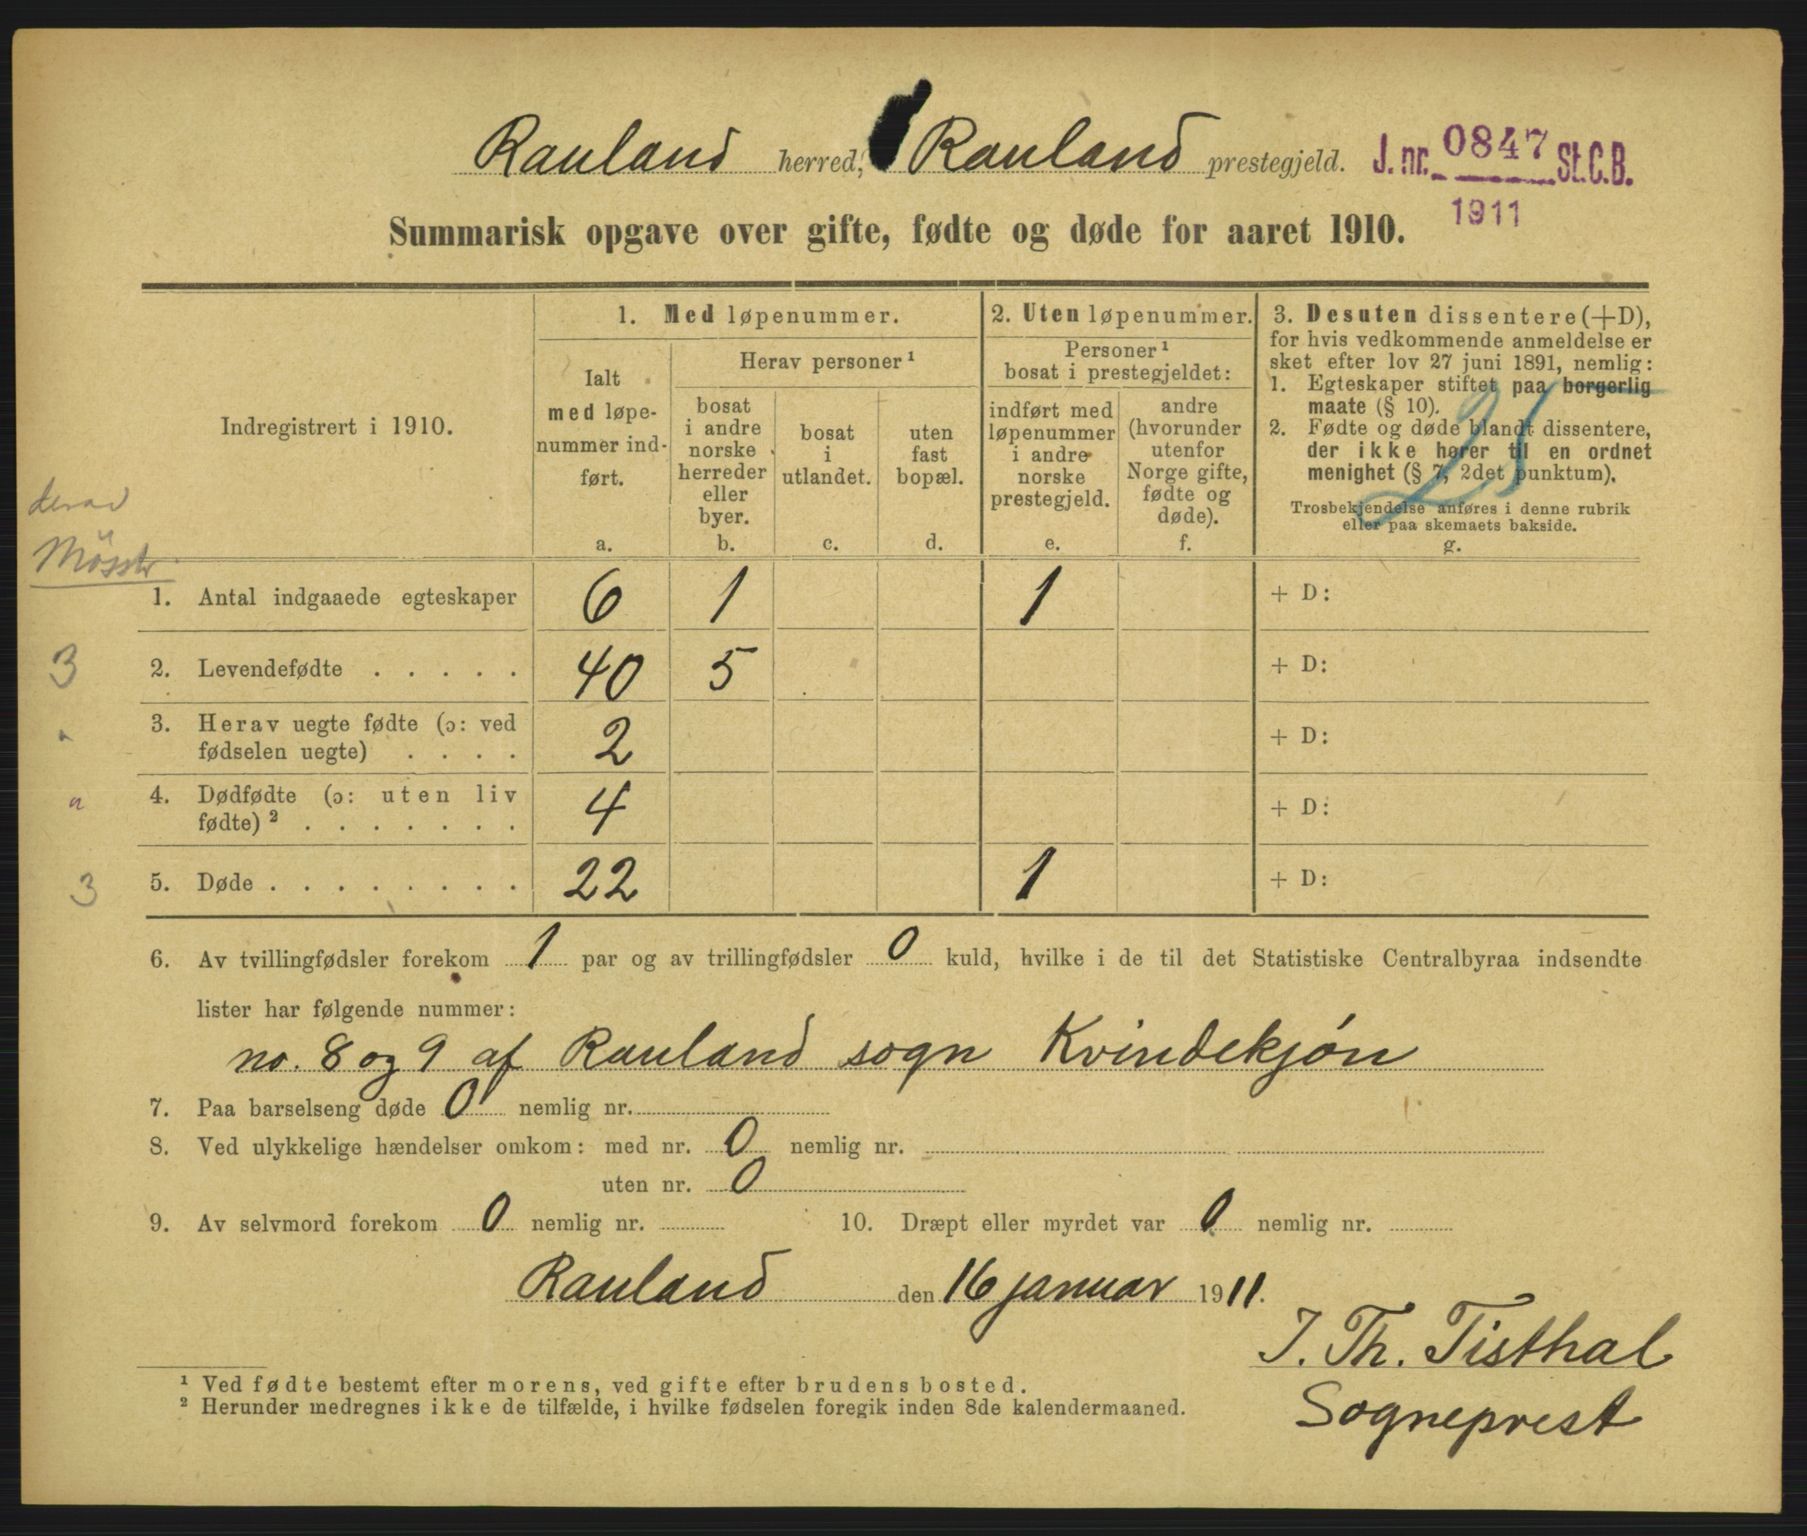 Rauland herred, Rauland prestegjeld.
J. nr. 0847 St.C.B.
1911
Summarisk opgave over gifte, fødte og døde for aaret 1910.
Indregistrert i 1910.
1. Med løpenummer.
Ialt
med løpe-
nummer ind-
ført.
a.
Herav personer ¹
bosat
i andre
norske
herreder
eller
byer.
b.
bosat
i
utlandet.
c.
uten
fast
bopæl.
d.
2. Uten løpenummer.
Personer ¹
bosat i prestegjeldet:
indført med
løpenummer
i andre
norske
prestegjeld.
e.
andre
(hvorunder
utenfor
Norge gifte,
fødte og
døde).
f.
3. Desuten dissentere (+D),
for hvis vedkommende anmeldelse er
sket efter lov 27 juni 1891, nemlig:
1. Egteskaper stiftet paa borgerlig
maate (§ 10).
2. Fødte og døde blandt dissentere,
der ikke hører til en ordnet
menighet (§ 7, 2det punktum).
Trosbekjendelse anføres i denne rubrik
eller paa skemaets bakside.
g.
21
derav
Mösstr
1. Antal indgaaede egteskaper 6 1 1 + D:
3 2. Levendefødte . . . . . 40 5 + D:
" 3. Herav uegte fødte (ɔ: ved
fødselen uegte) . . . . 2 + D:
" 4. Dødfødte (ɔ: uten liv
fødte) ² . . . . . . . 4 + D:
3 5. Døde . . . . . . . . 22 1 + D:
6. Av tvillingfødsler forekom 1 par og av trillingfødsler 0 kuld, hvilke i de til det Statistiske Centralbyraa indsendte
lister har følgende nummer:
no. 8 og 9 af Rauland sogn Kvindekjøn
7. Paa barselseng døde 0 nemlig nr.
8. Ved ulykkelige hændelser omkom: med nr. 0 nemlig nr.
uten nr. 0
9. Av selvmord forekom 0 nemlig nr. 10. Dræpt eller myrdet var 0 nemlig nr.
Rauland den 16 januar 1911.
J. Th. Tisthal
Sogneprest
¹ Ved fødte bestemt efter morens, ved gifte efter brudens bosted.
² Herunder medregnes ikke de tilfælde, i hvilke fødselen foregik inden 8de kalendermaaned.